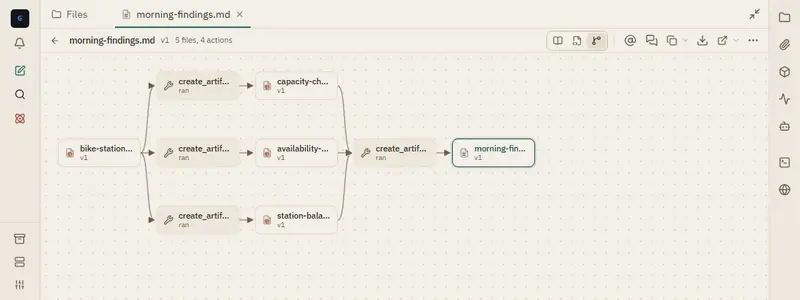 G
Files
morning-findings.md
morning-findings.md v1 5 files, 4 actions
create_artif...
ran
capacity-ch...
v1
bike-station...
v1
create_artif...
ran
availability-...
v1
create_artif...
ran
morning-fin...
v1
create_artif...
ran
station-bala...
v1